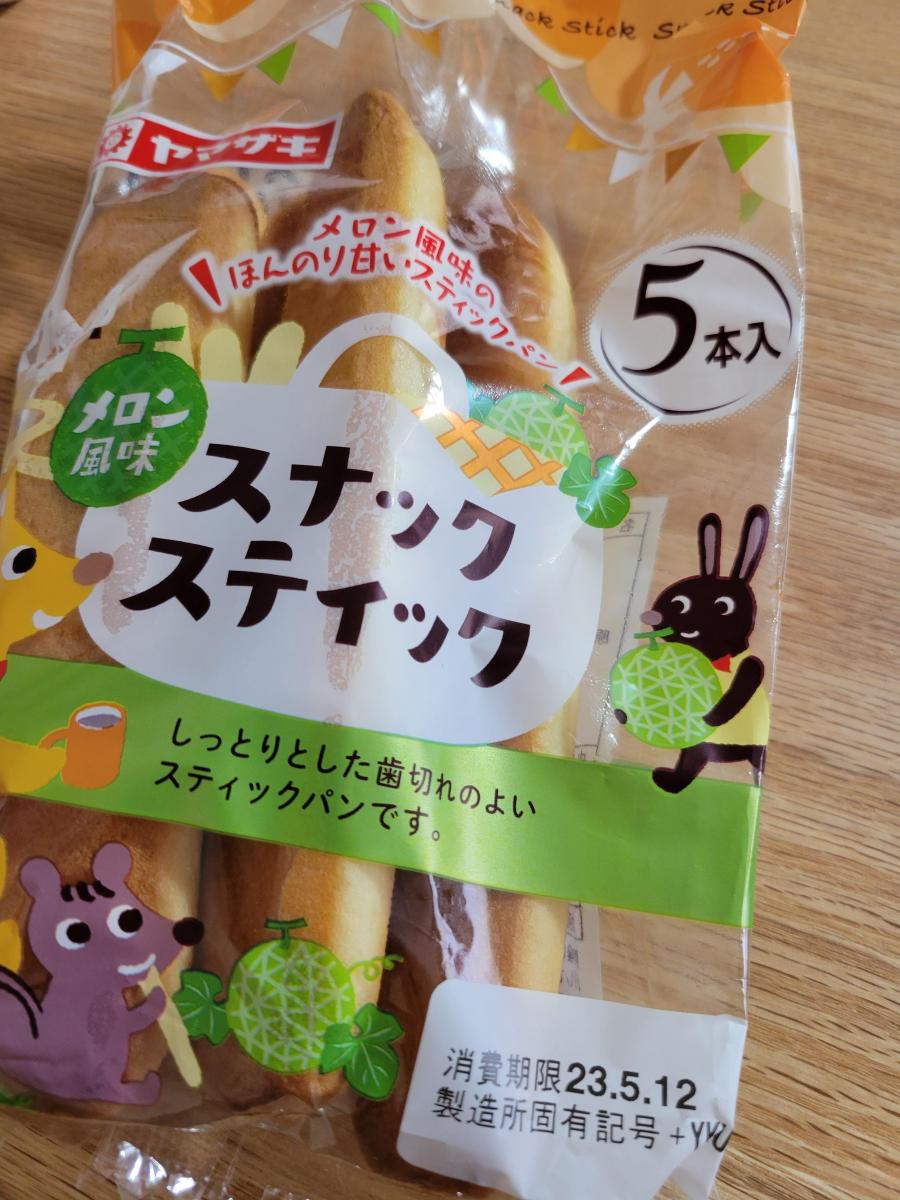 Snack Stick
ヤマザキ
メロン風味の
ほんのり甘いスティックパン!
5本入
メロン
風味
スナック
スティック
しっとりとした歯切れのよい
スティックパンです。
消費期限23.5.12
製造所固有記号+YM